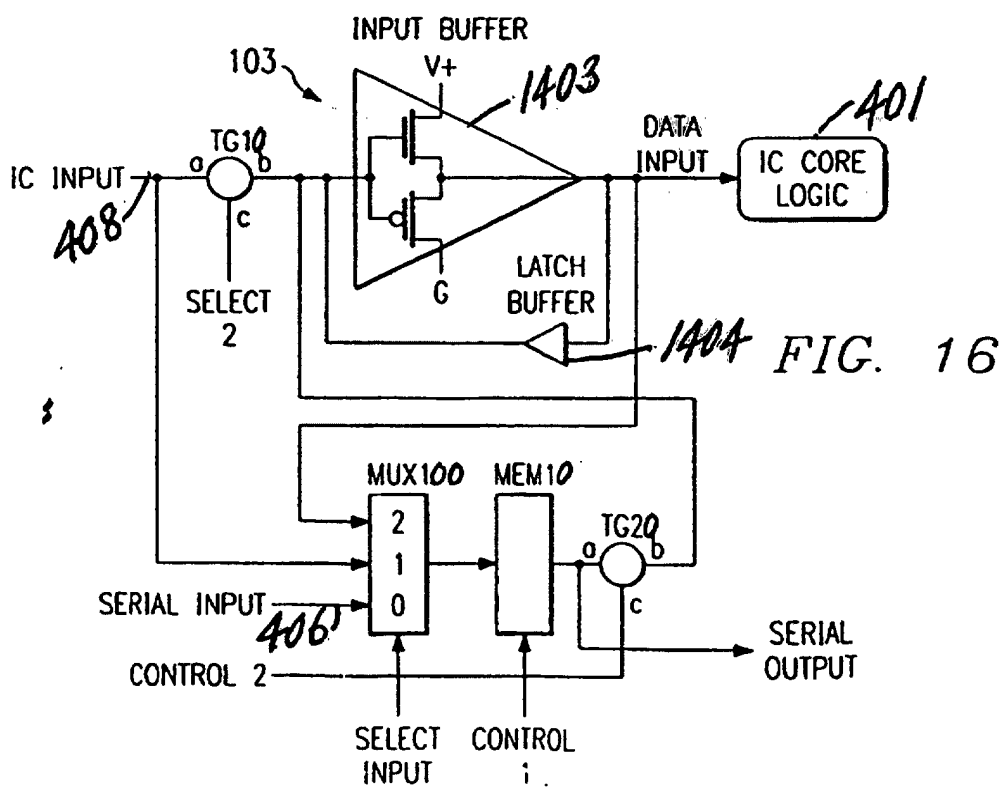 INPUT BUFFER
103
V+
1403
401
TG10
a
b
c
DATA
INPUT
IC CORE
LOGIC
IC INPUT
408
SELECT
2
G
LATCH
BUFFER
1404
FIG. 16
MUX100
MEM10
2
1
0
TG20
a
b
c
SERIAL INPUT
406
CONTROL 2
SERIAL
OUTPUT
SELECT
INPUT
CONTROL
1